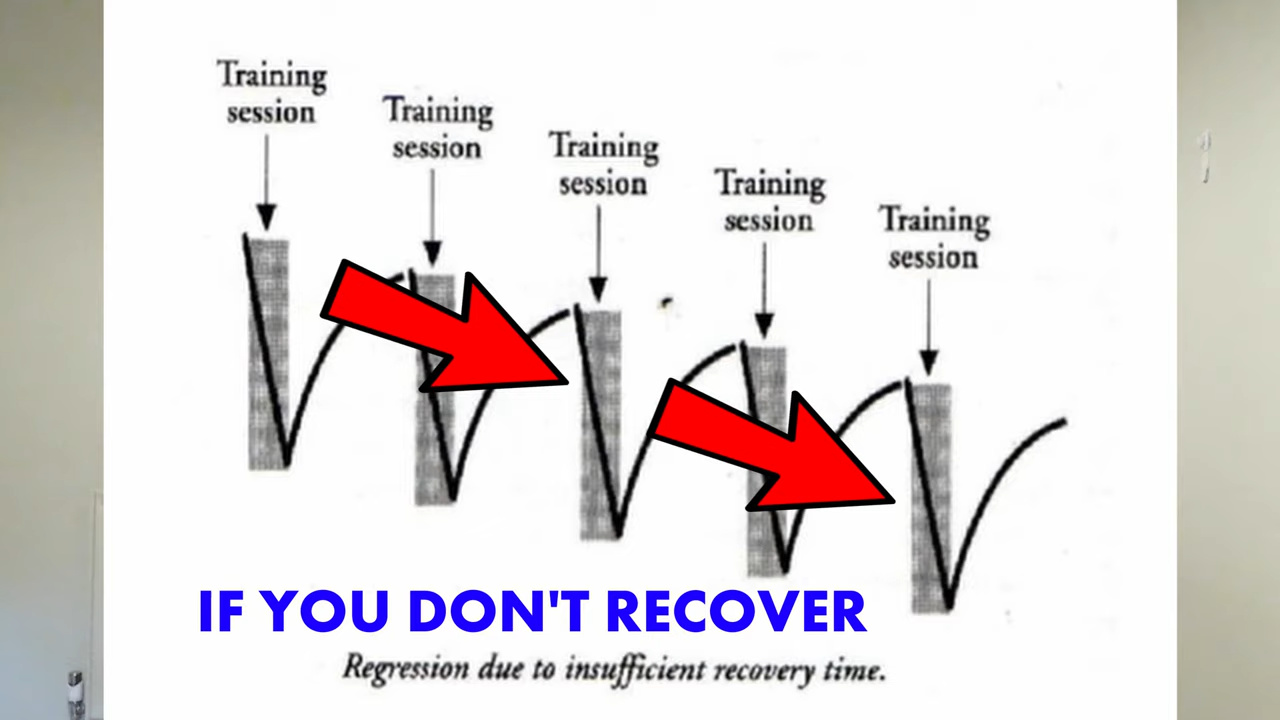 Training
session
Training
session
Training
session
Training
session
Training
session
IF YOU DON'T RECOVER
Regression due to insufficient recovery time.